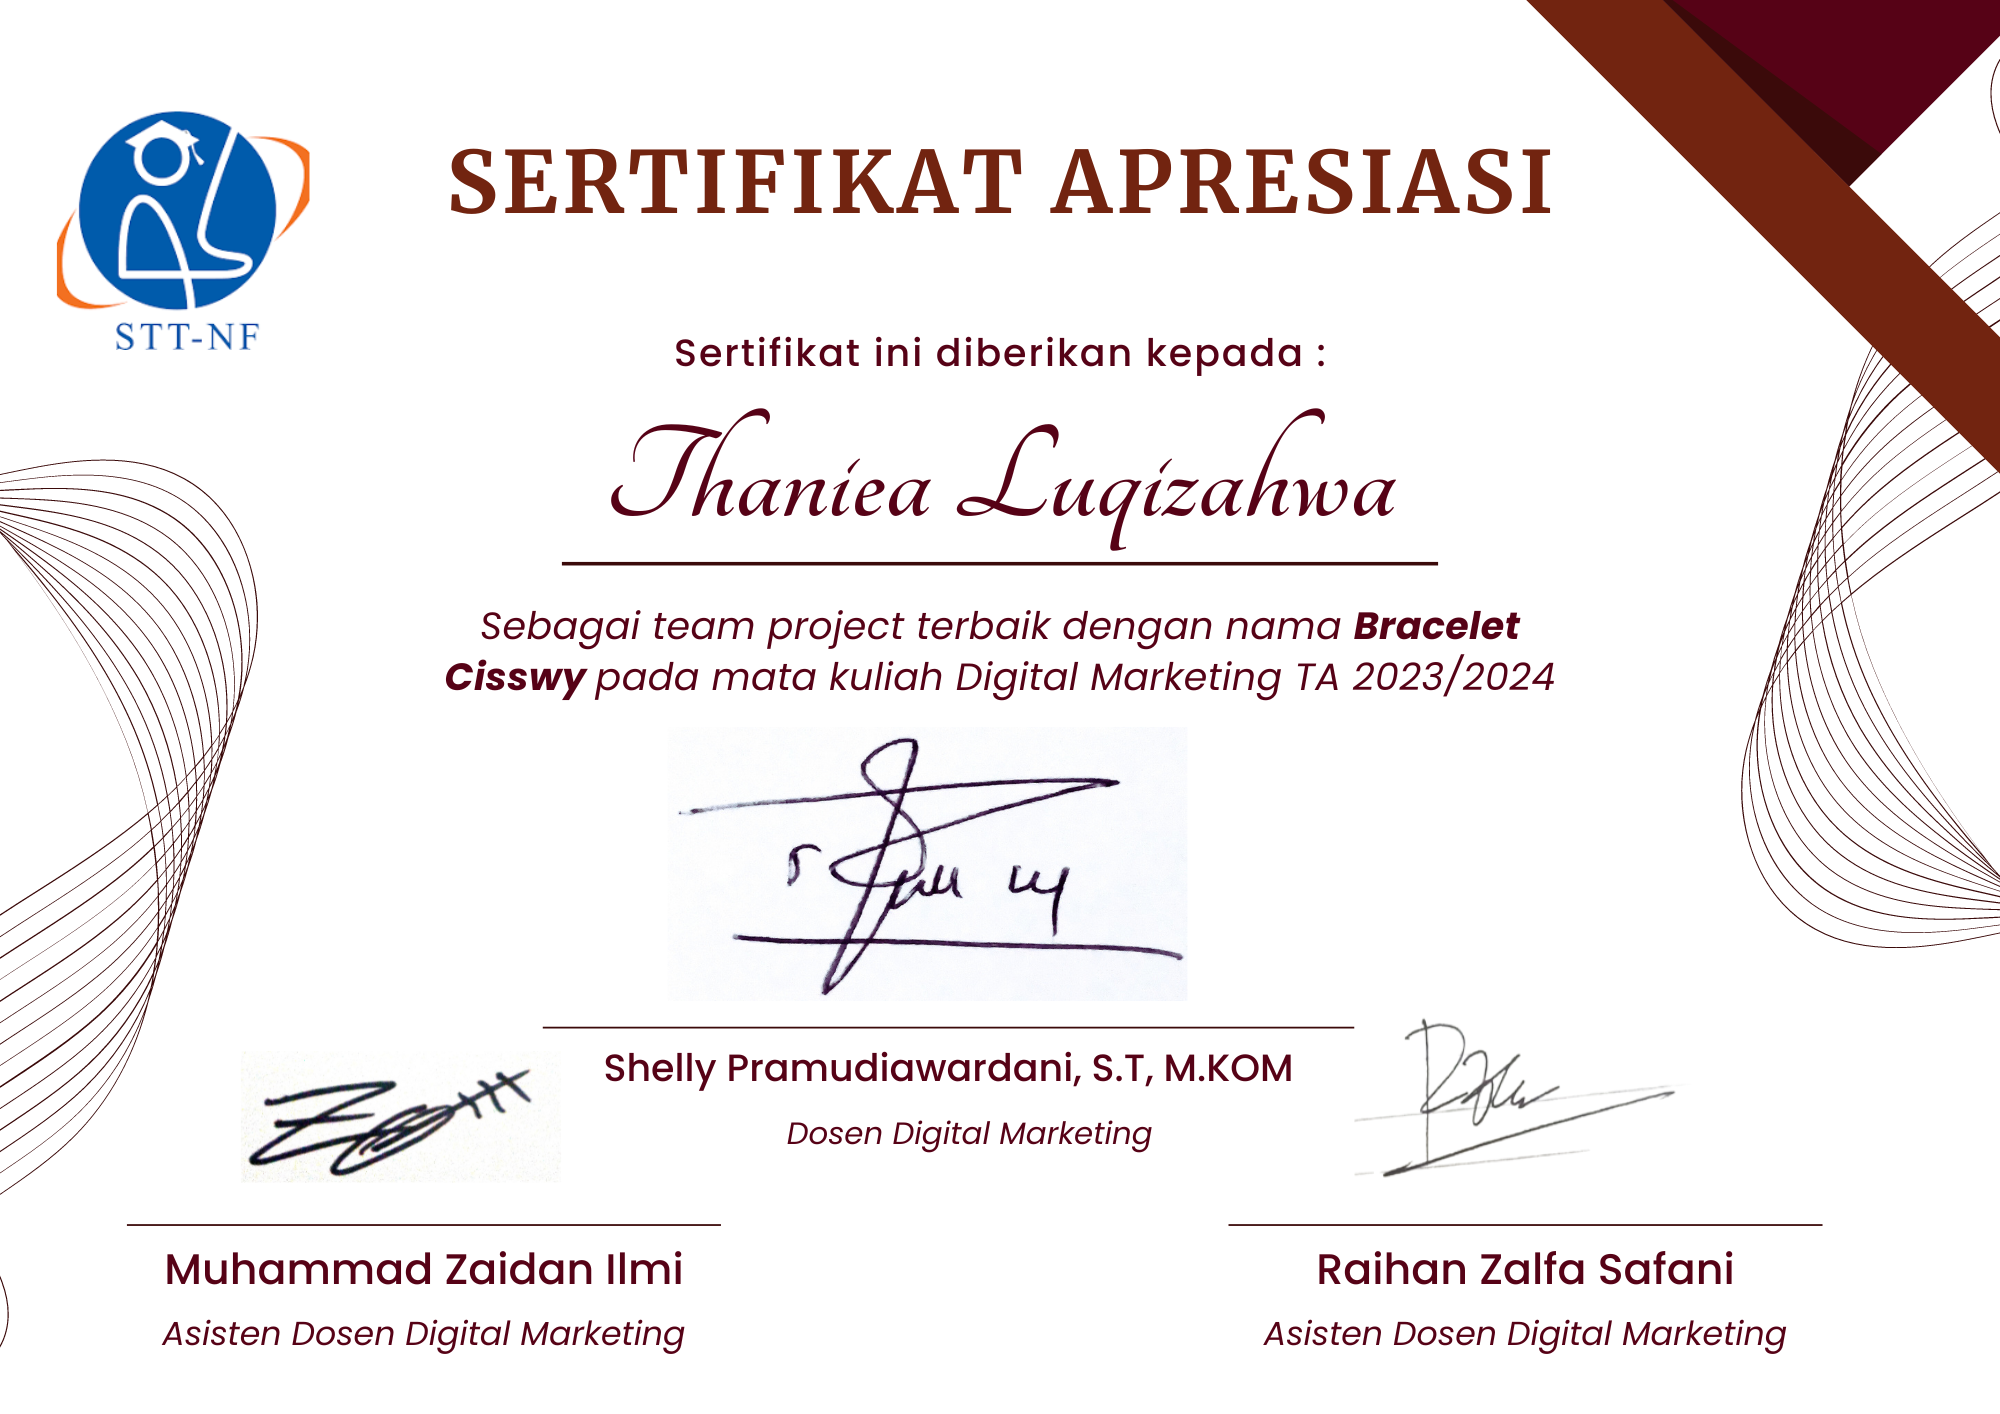 STT-NF
SERTIFIKAT APRESIASI
Sertifikat ini diberikan kepada :
Thaniea Luqizahwa
Sebagai team project terbaik dengan nama Bracelet
Cisswy pada mata kuliah Digital Marketing TA 2023/2024
Shelly Pramudiawardani, S.T, M.KOM
Dosen Digital Marketing
Muhammad Zaidan Ilmi
Asisten Dosen Digital Marketing
Raihan Zalfa Safani
Asisten Dosen Digital Marketing